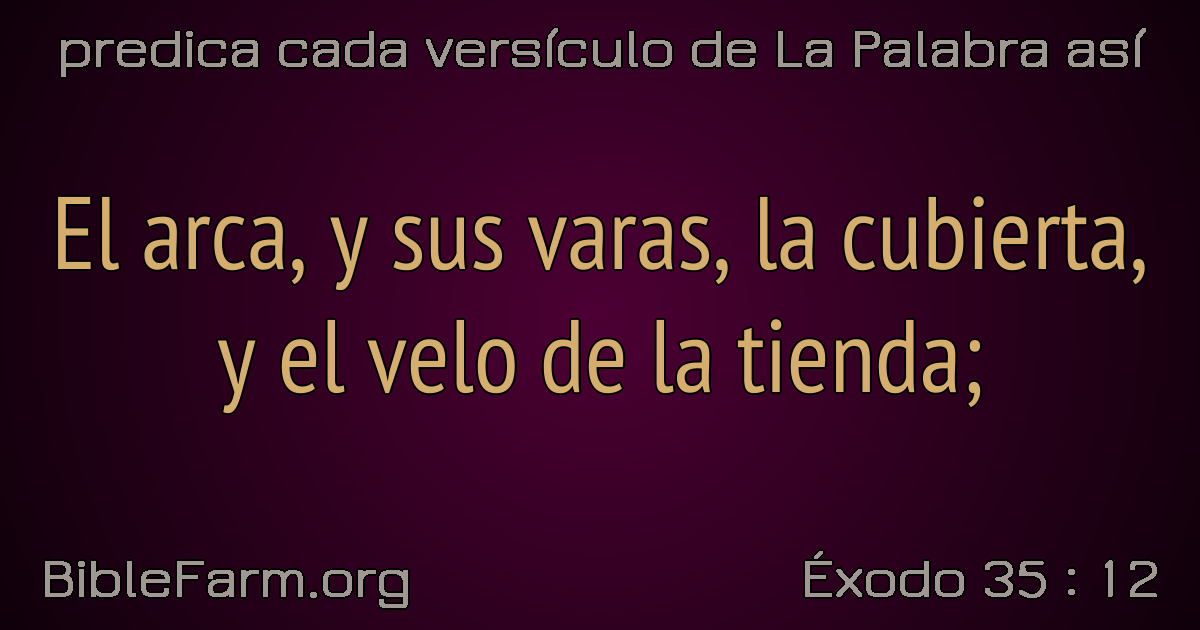 predica cada versículo de La Palabra así
El arca, y sus varas, la cubierta,
y el velo de la tienda;
BibleFarm.org
Éxodo 35 : 12